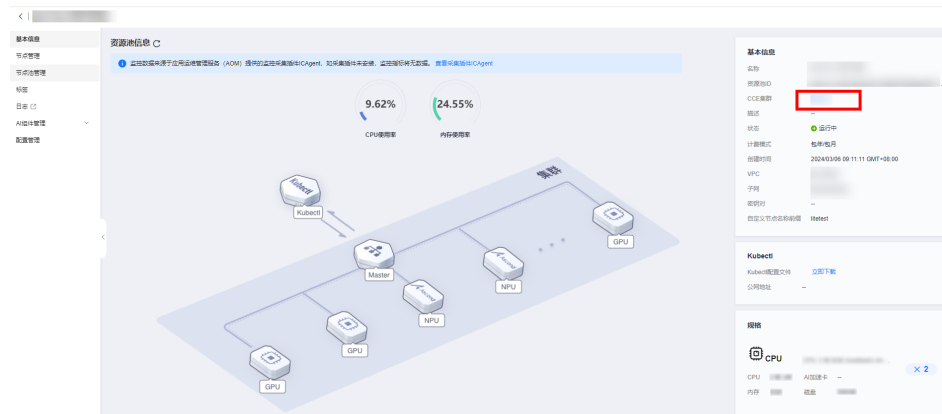 基本信息
节点管理
节点池管理
标签
日志
AI组件管理
配置管理
资源池信息
监控数据来源于应用运维管理服务（AOM）提供的监控采集插件ICAgent，如采集插件未安装，监控指标将无数据。 查看采集插件ICAgent
9.62%
CPU使用率
24.55%
内存使用率
集群
Kubectl
Kubectl
Master
Ascend
NPU
Ascend
NPU
GPU
GPU
GPU
基本信息
名称
资源池ID
CCE集群
描述 --
状态 运行中
计费模式 包年/包月
创建时间 2024/03/06 09:11:11 GMT+08:00
VPC
子网
密钥对 --
自定义节点名称前缀 litetest
Kubectl
Kubectl配置文件 立即下载
公网地址 --
规格
CPU
× 2
CPU AI加速卡 --
内存 磁盘